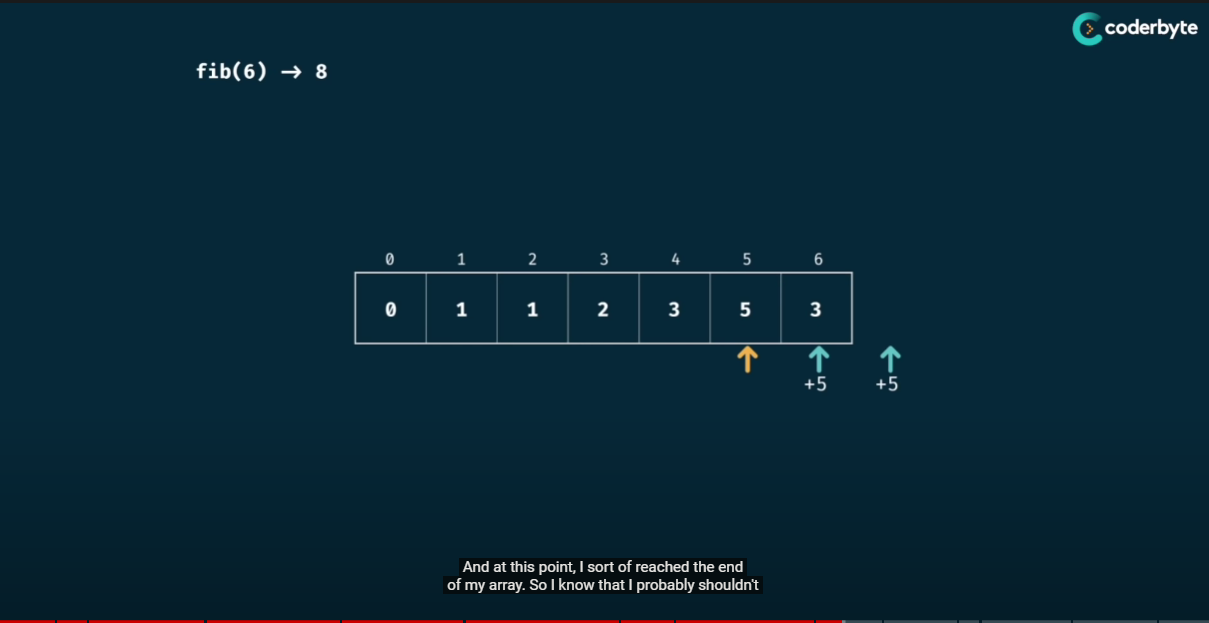 coderbyte
fib(6) → 8
0 1 2 3 4 5 6
0 1 1 2 3 5 3
+5 +5
And at this point, I sort of reached the end
of my array. So I know that I probably shouldn't